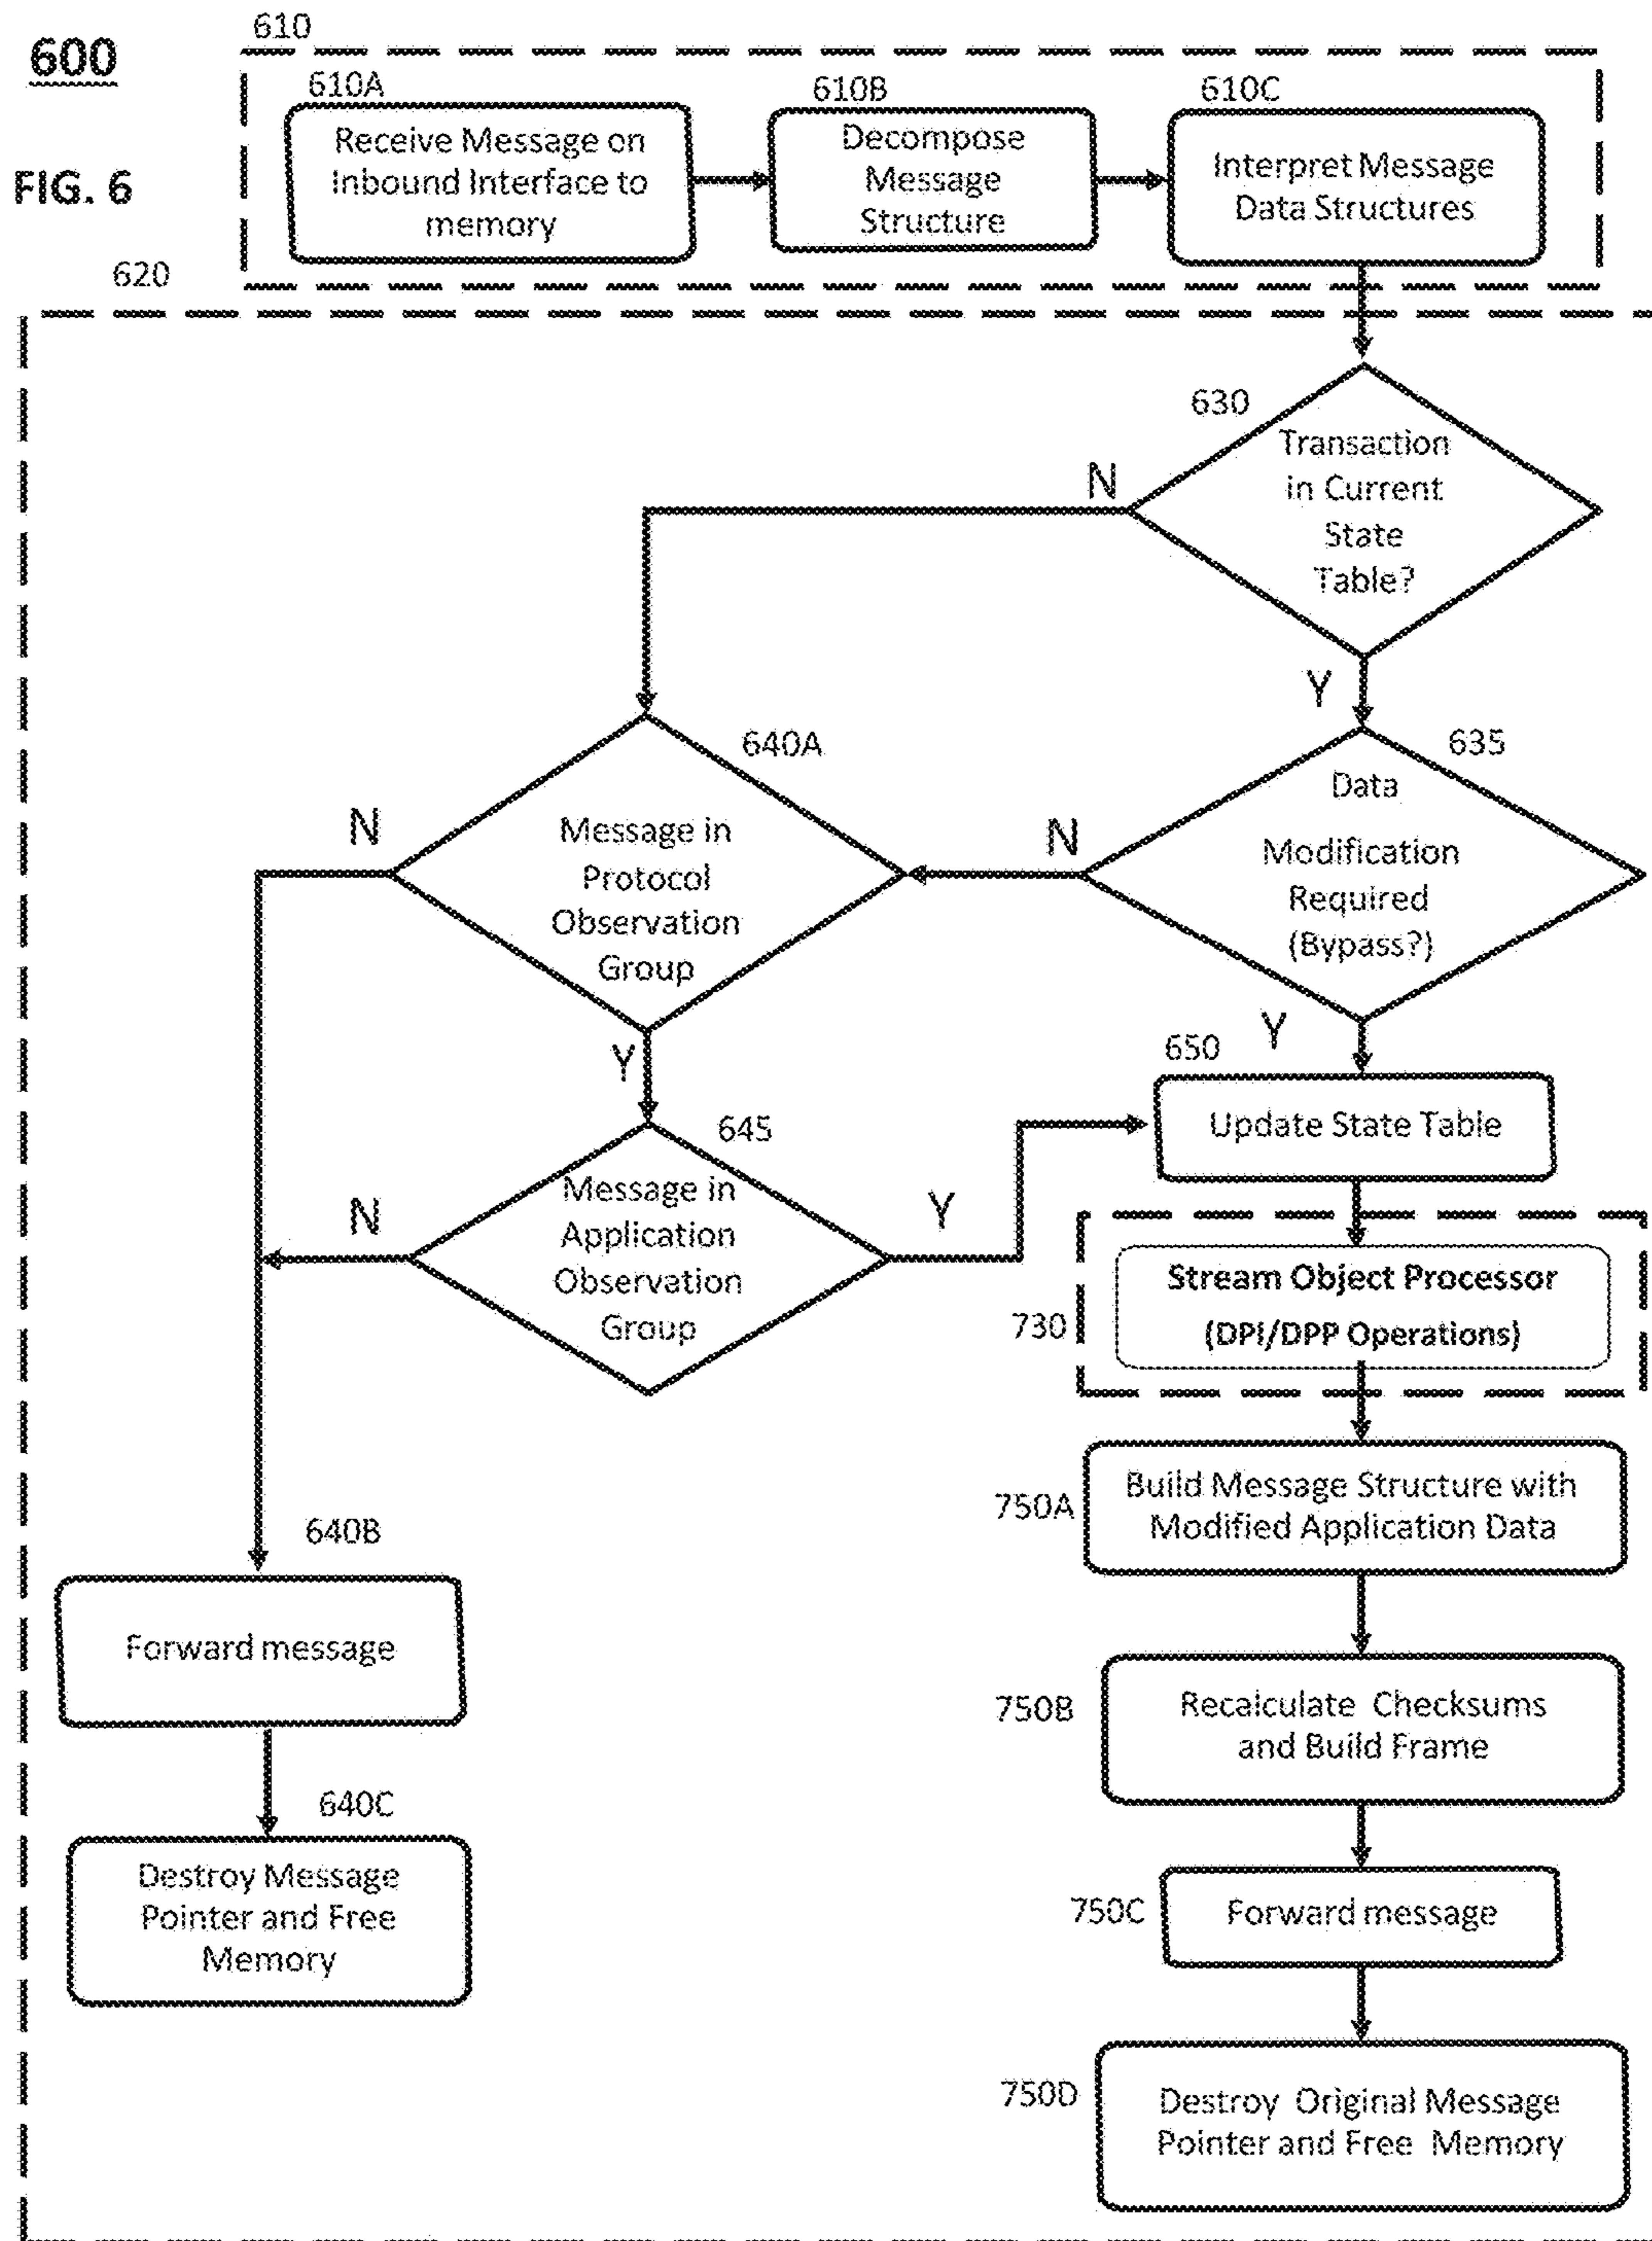 600
FIG. 6
610
610A
Receive Message on
Inbound Interface to
memory
610B
Decompose
Message
Structure
610C
Interpret Message
Data Structures
620
630
Transaction
in Current
State
Table?
N
Y
635
Data
Modification
Required
(Bypass?)
N
Y
640A
Message in
Protocol
Observation
Group
N
Y
645
Message in
Application
Observation
Group
N
Y
650
Update State Table
730
Stream Object Processor
(DPI/DPP Operations)
750A
Build Message Structure with
Modified Application Data
640B
Forward message
750B
Recalculate Checksums
and Build Frame
640C
Destroy Message
Pointer and Free
Memory
750C
Forward message
750D
Destroy Original Message
Pointer and Free Memory